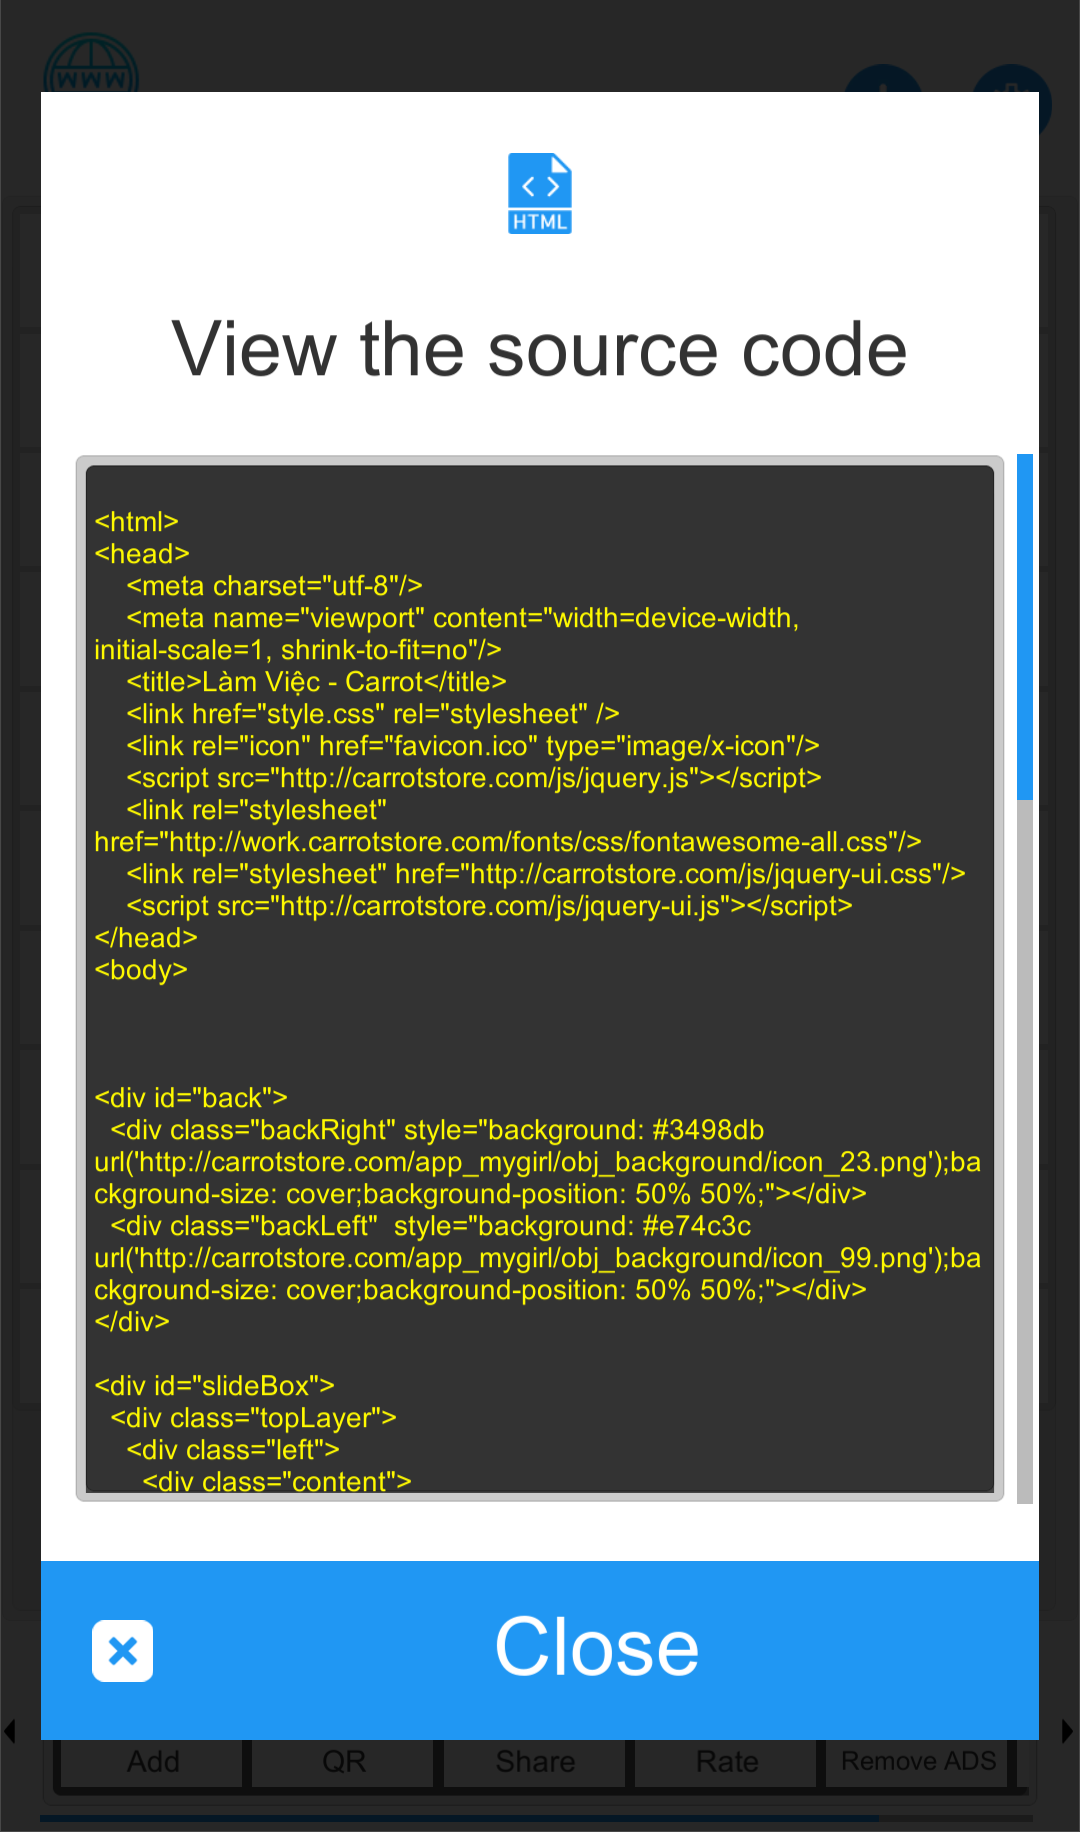 WWW
HTML
View the source code
<html>
<head>
<meta charset="utf-8"/>
<meta name="viewport" content="width=device-width,
initial-scale=1, shrink-to-fit=no"/>
<title>Làm Việc - Carrot</title>
<link href="style.css" rel="stylesheet" />
<link rel="icon" href="favicon.ico" type="image/x-icon"/>
<script src="http://carrotstore.com/js/jquery.js"></script>
<link rel="stylesheet"
href="http://work.carrotstore.com/fonts/css/fontawesome-all.css"/>
<link rel="stylesheet" href="http://carrotstore.com/js/jquery-ui.css"/>
<script src="http://carrotstore.com/js/jquery-ui.js"></script>
</head>
<body>
<div id="back">
<div class="backRight" style="background: #3498db
url('http://carrotstore.com/app_mygirl/obj_background/icon_23.png');ba
ckground-size: cover;background-position: 50% 50%;"></div>
<div class="backLeft"  style="background: #e74c3c
url('http://carrotstore.com/app_mygirl/obj_background/icon_99.png');ba
ckground-size: cover;background-position: 50% 50%;"></div>
</div>
<div id="slideBox">
<div class="topLayer">
<div class="left">
<div class="content">
Close
Add
QR
Share
Rate
Remove ADS